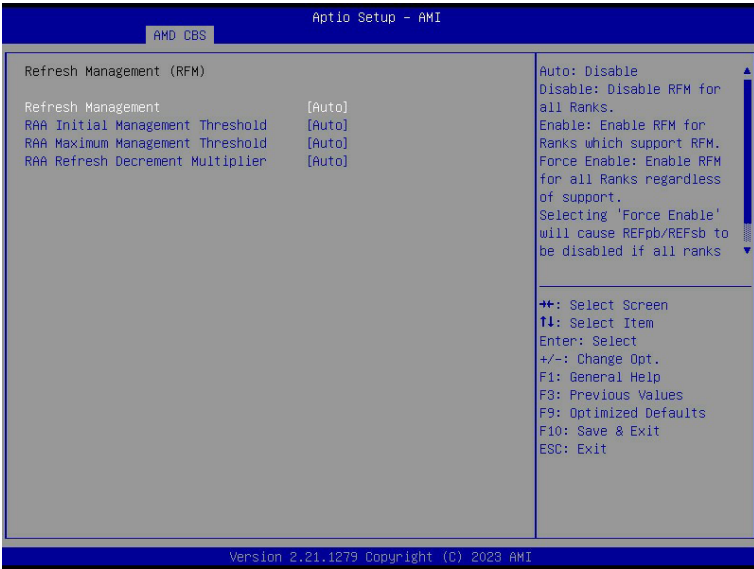 Aptio Setup - AMI
AMD CBS
Refresh Management (RFM)
Refresh Management [Auto]
RAA Initial Management Threshold [Auto]
RAA Maximum Management Threshold [Auto]
RAA Refresh Decrement Multiplier [Auto]
Auto: Disable
Disable: Disable RFM for
all Ranks.
Enable: Enable RFM for
Ranks which support RFM.
Force Enable: Enable RFM
for all Ranks regardless
of support.
Selecting 'Force Enable'
will cause REFpb/REFsb to
be disabled if all ranks
→←: Select Screen
↑↓: Select Item
Enter: Select
+/-: Change Opt.
F1: General Help
F3: Previous Values
F9: Optimized Defaults
F10: Save & Exit
ESC: Exit
Version 2.21.1279 Copyright (C) 2023 AMI